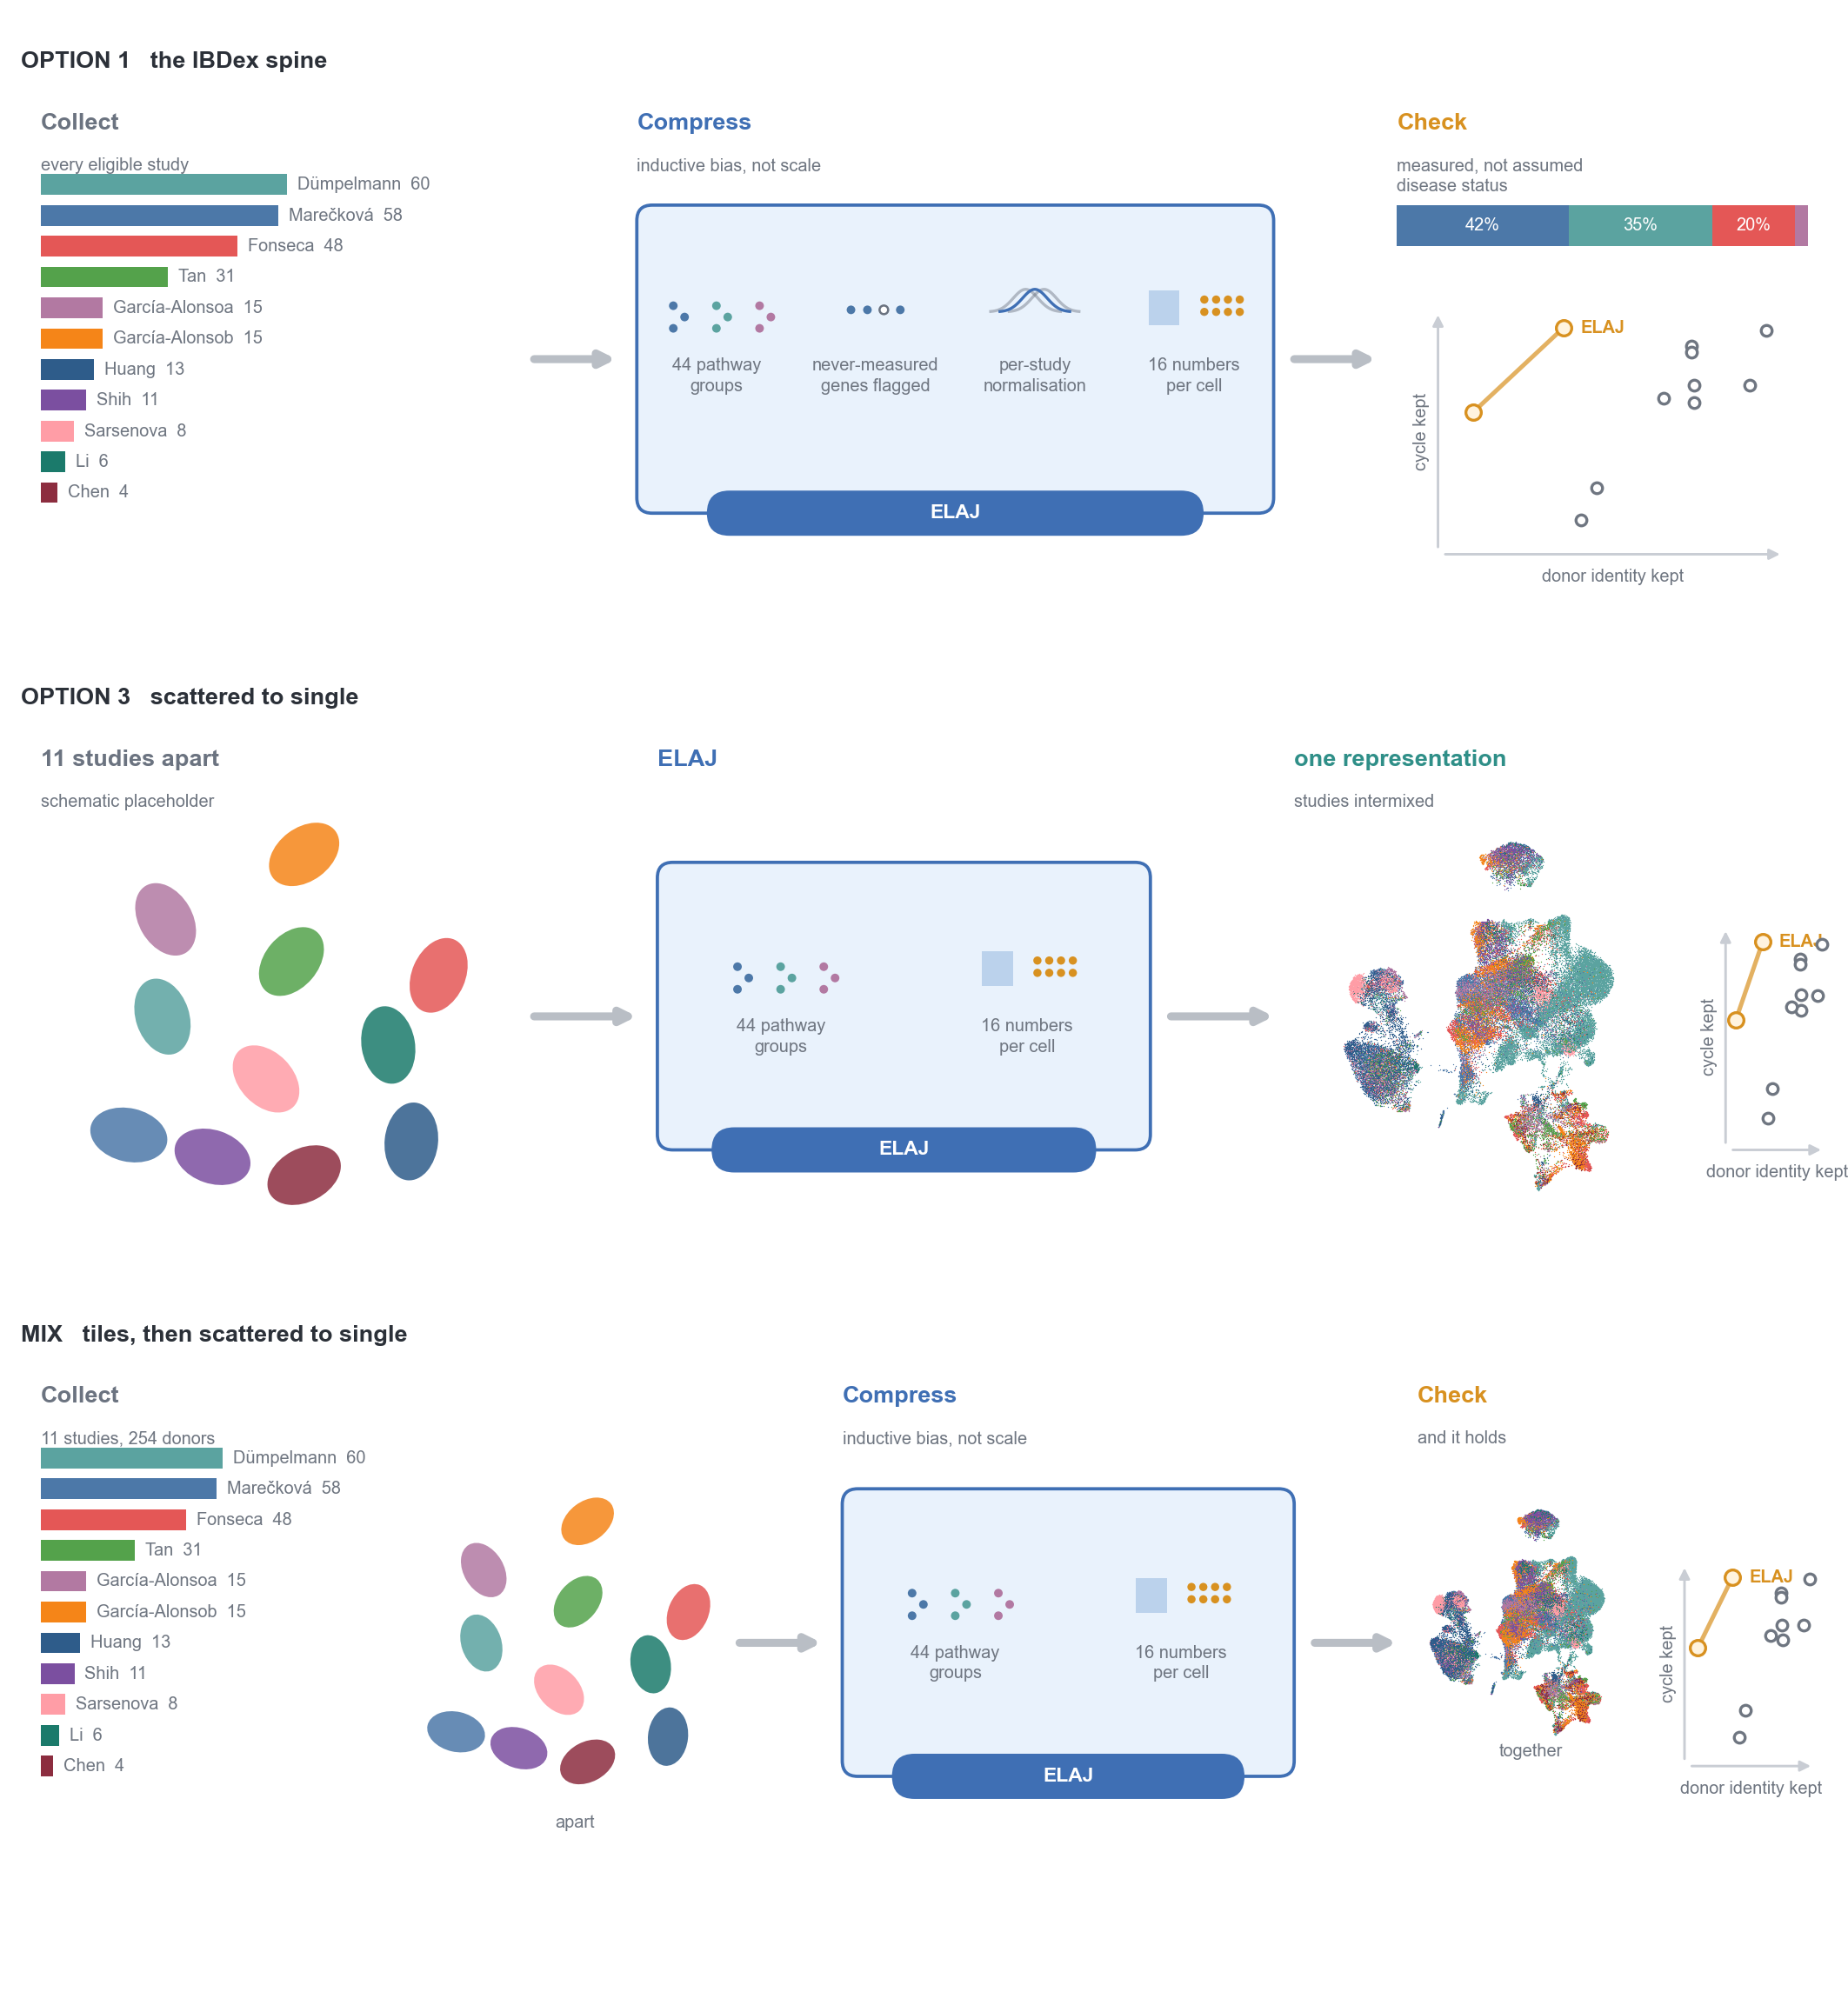 OPTION 1   the IBDex spine
Collect
every eligible study
Dümpelmann  60
Marečková  58
Fonseca  48
Tan  31
García-Alonsoa  15
García-Alonsob  15
Huang  13
Shih  11
Sarsenova  8
Li  6
Chen  4
Compress
inductive bias, not scale
44 pathway
groups
never-measured
genes flagged
per-study
normalisation
16 numbers
per cell
ELAJ
Check
measured, not assumed
disease status
42%
35%
20%
ELAJ
cycle kept
donor identity kept
OPTION 3   scattered to single
11 studies apart
schematic placeholder
ELAJ
44 pathway
groups
16 numbers
per cell
ELAJ
one representation
studies intermixed
ELAJ
cycle kept
donor identity kept
MIX   tiles, then scattered to single
Collect
11 studies, 254 donors
Dümpelmann  60
Marečková  58
Fonseca  48
Tan  31
García-Alonsoa  15
García-Alonsob  15
Huang  13
Shih  11
Sarsenova  8
Li  6
Chen  4
apart
Compress
inductive bias, not scale
44 pathway
groups
16 numbers
per cell
ELAJ
Check
and it holds
together
ELAJ
cycle kept
donor identity kept